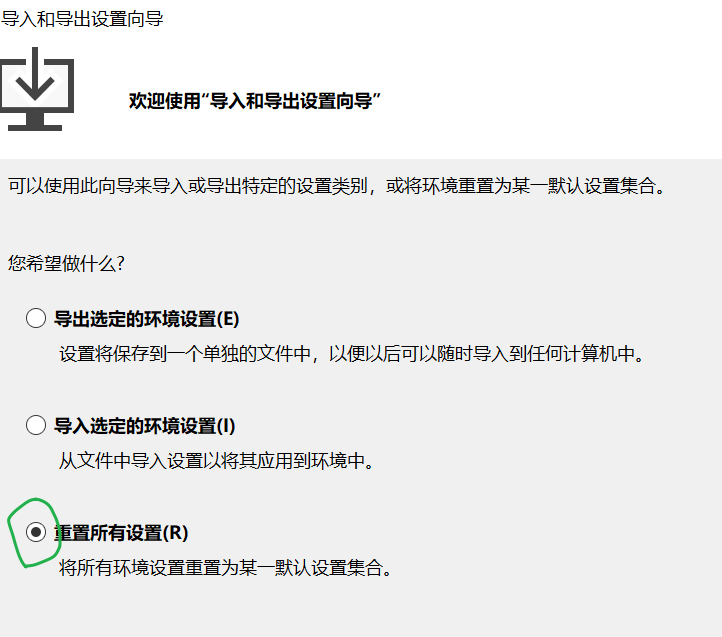 导入和导出设置向导
欢迎使用“导入和导出设置向导”
可以使用此向导来导入或导出特定的设置类别，或将环境重置为某一默认设置集合。
您希望做什么?
导出选定的环境设置(E)
设置将保存到一个单独的文件中，以便以后可以随时导入到任何计算机中。
导入选定的环境设置(I)
从文件中导入设置以将其应用到环境中。
重置所有设置(R)
将所有环境设置重置为某一默认设置集合。